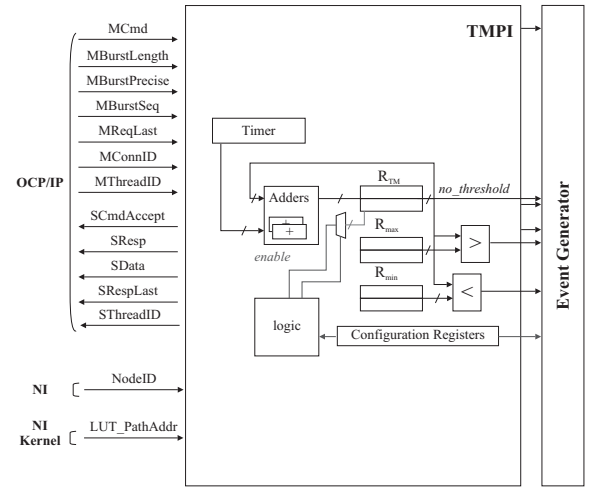 MCmd
TMPI
MBurstLength
MBurstPrecise
MBurstSeq
MReqLast
MConnID
OCP/IP
MThreadID
SCmdAccept
SResp
SData
SRespLast
SThreadID
NI
NodeID
NI
Kernel
LUT_PathAddr
Timer
Adders
+
+
enable
R_TM
no_threshold
R_max
>
R_min
<
logic
Configuration Registers
Event Generator